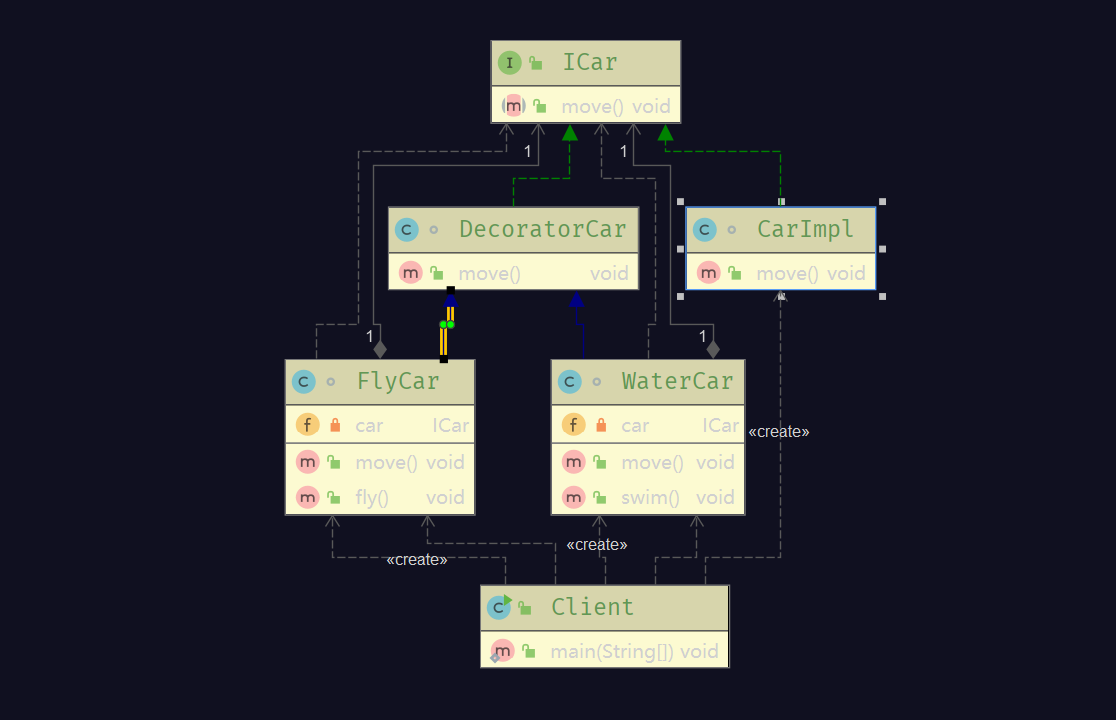 ICar
move() void
1
1
DecoratorCar
move() void
CarImpl
move() void
1
1
FlyCar
car ICar
move() void
fly() void
WaterCar
car ICar
move() void
swim() void
«create»
«create»
«create»
Client
main(String[]) void